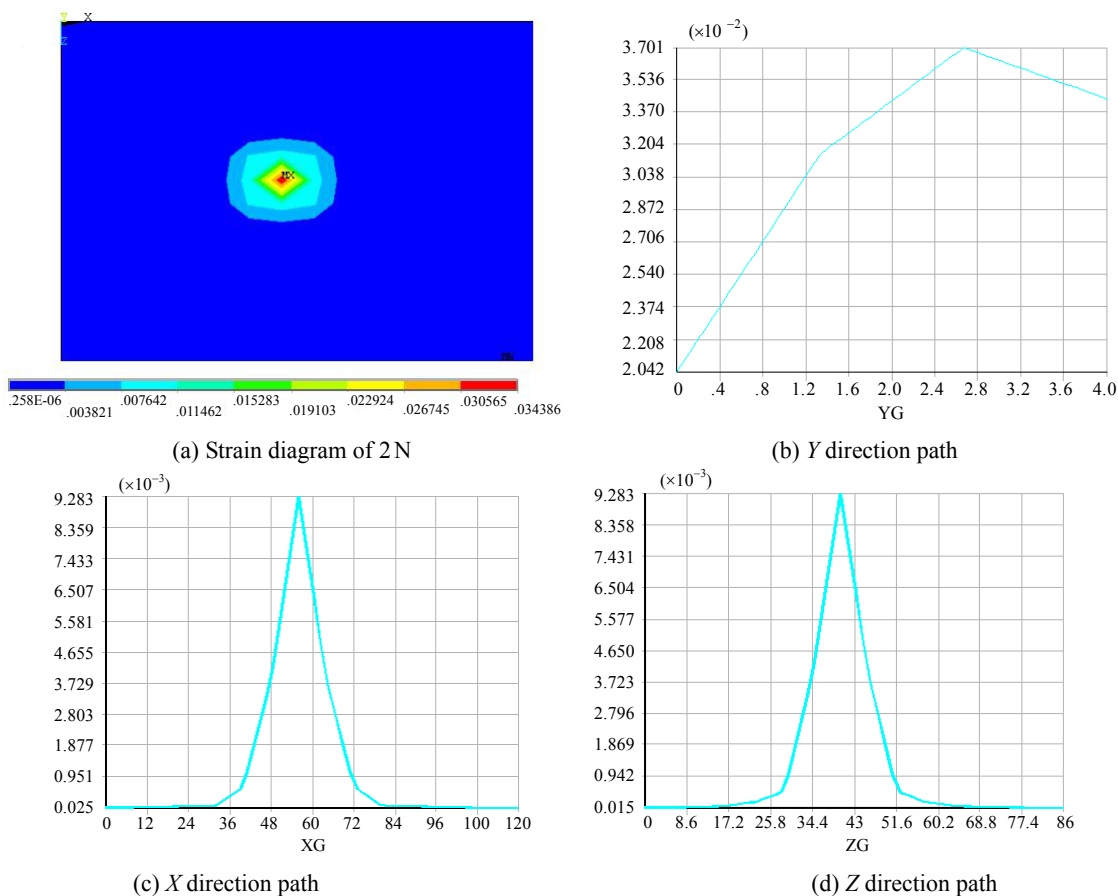 Y X
Z
MX
MN
.258E-06 .007642 .015283 .022924 .030565
.003821 .011462 .019103 .026745 .034386
(a) Strain diagram of 2 N
(×10 −2)
3.701
3.536
3.370
3.204
3.038
2.872
2.706
2.540
2.374
2.208
2.042
0 .4 .8 1.2 1.6 2.0 2.4 2.8 3.2 3.6 4.0
YG
(b) Y direction path
(×10−3)
9.283
8.359
7.433
6.507
5.581
4.655
3.729
2.803
1.877
0.951
0.025
0 12 24 36 48 60 72 84 96 108 120
XG
(c) X direction path
(×10−3)
9.283
8.358
7.431
6.504
5.577
4.650
3.723
2.796
1.869
0.942
0.015
0 8.6 17.2 25.8 34.4 43 51.6 60.2 68.8 77.4 86
ZG
(d) Z direction path